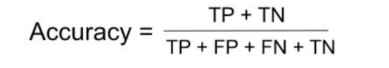 TP + TN
Accuracy =
TP + FP + FN + TN